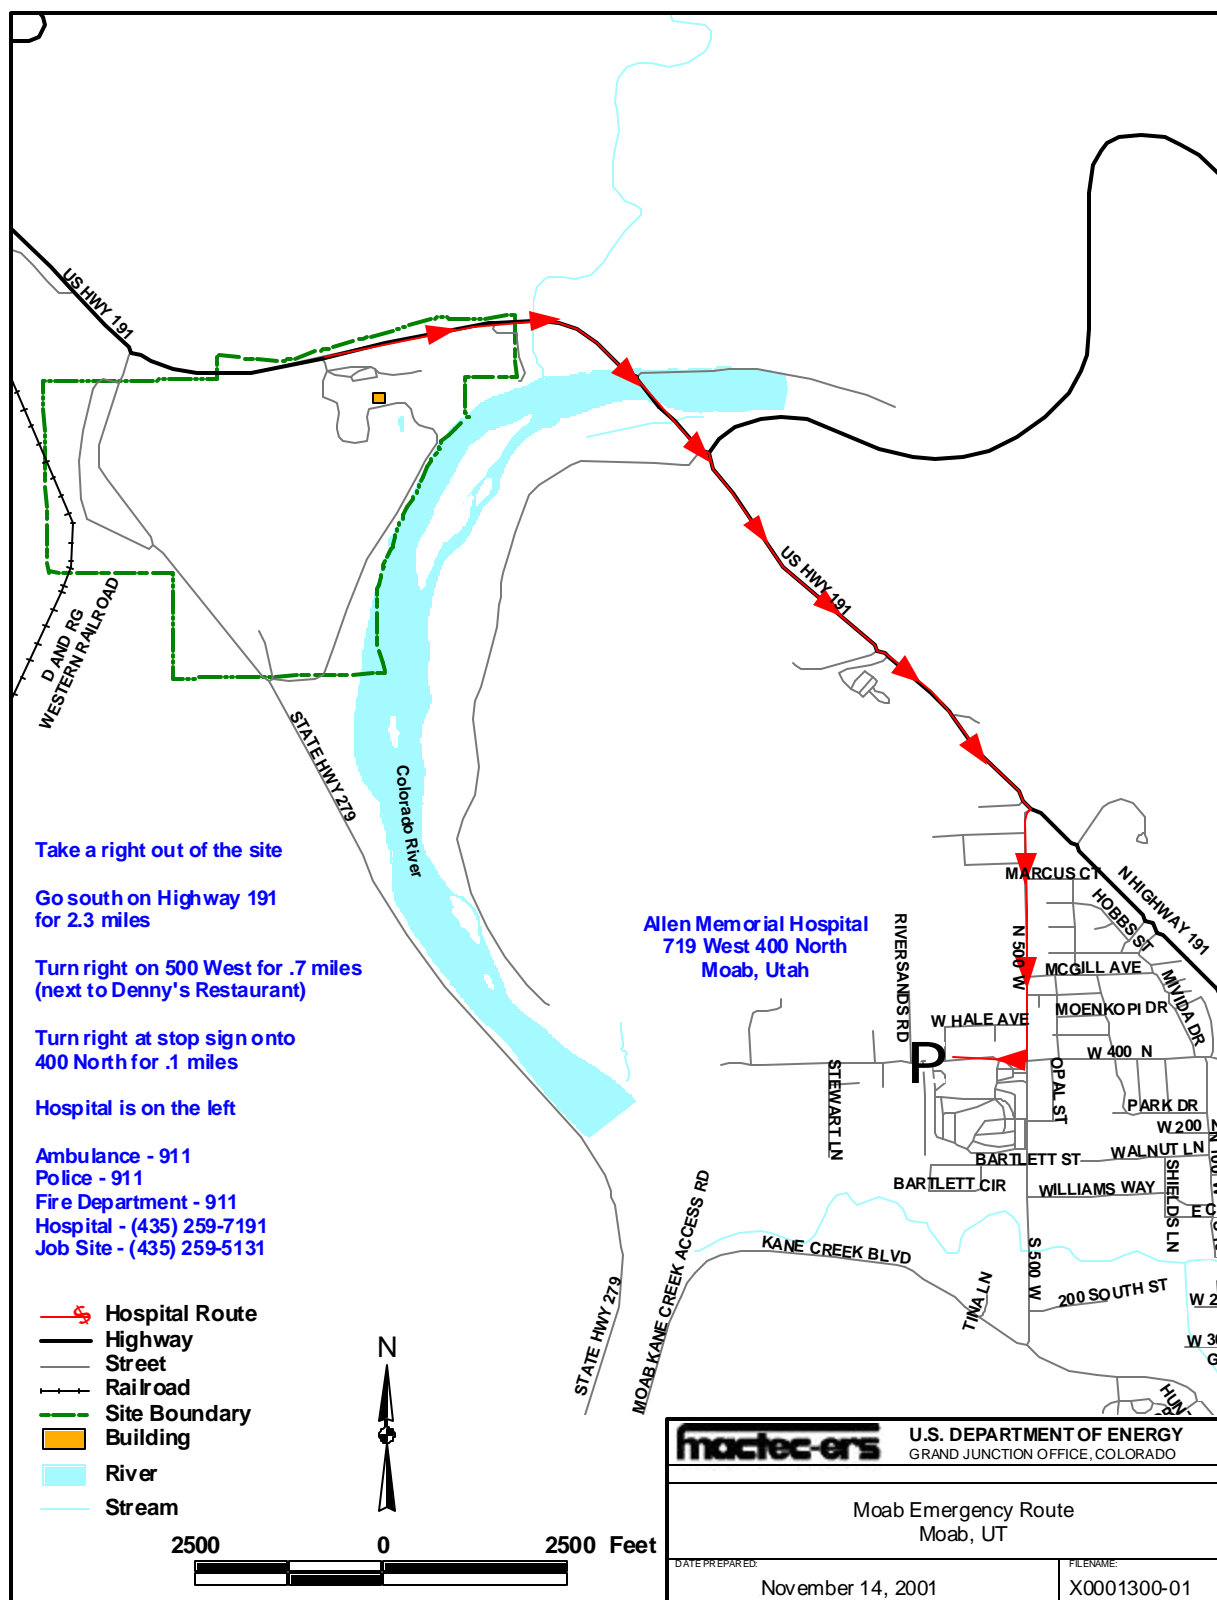 US HWY 191
US HWY 191
D AND RG
WESTERN RAILROAD
STATE HWY 279
Colorado River
Take a right out of the site
Go south on Highway 191
for 2.3 miles
Turn right on 500 West for .7 miles
(next to Denny's Restaurant)
Turn right at stop sign onto
400 North for .1 miles
Hospital is on the left
Ambulance - 911
Police - 911
Fire Department - 911
Hospital - (435) 259-7191
Job Site - (435) 259-5131
Allen Memorial Hospital
719 West 400 North
Moab, Utah
MARCUS CT
N HIGHWAY 191
HOBBS ST
RIVERSANDS RD
N 500 W
MCGILL AVE
MIVIDA DR
MOENKOPI DR
W HALE AVE
P
W 400 N
STEWART LN
OPAL ST
PARK DR
W 200
N 100 W
BARTLETT ST
WALNUT LN
BARTLETT CIR
WILLIAMS WAY
SHIELDS LN
E C
KANE CREEK BLVD
S 500 W
TINA LN
200 SOUTH ST
W 2
W 30
G
HUN
MOAB KANE CREEK ACCESS RD
STATE HWY 279
Hospital Route
Highway
Street
Railroad
Site Boundary
Building
River
Stream
N
2500 0 2500 Feet
mactec-ers
U.S. DEPARTMENT OF ENERGY
GRAND JUNCTION OFFICE, COLORADO
Moab Emergency Route
Moab, UT
DATE PREPARED:
November 14, 2001
FILENAME:
X0001300-01